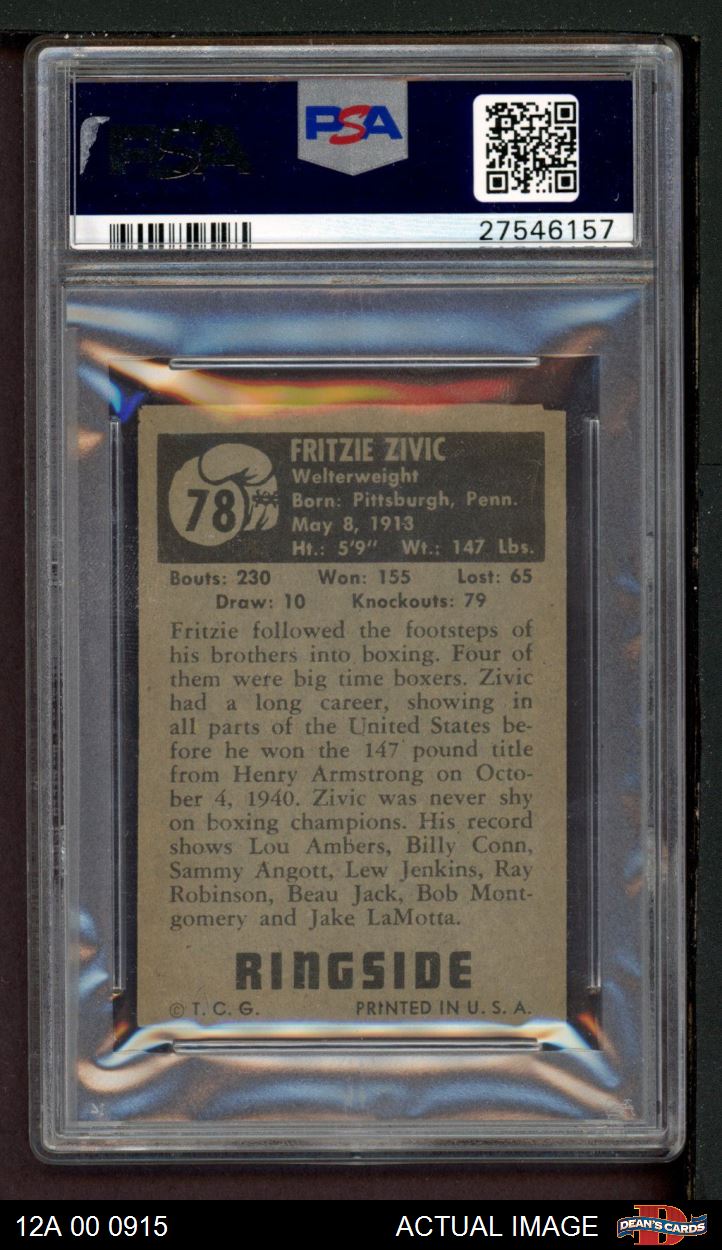 PSA
PSA
27546157
78
FRITZIE ZIVIC
Welterweight
Born: Pittsburgh, Penn.
May 8, 1913
Ht.: 5'9" Wt.: 147 Lbs.
Bouts: 230 Won: 155 Lost: 65
Draw: 10 Knockouts: 79
Fritzie followed the footsteps of
his brothers into boxing. Four of
them were big time boxers. Zivic
had a long career, showing in
all parts of the United States be-
fore he won the 147 pound title
from Henry Armstrong on Octo-
ber 4, 1940. Zivic was never shy
on boxing champions. His record
shows Lou Ambers, Billy Conn,
Sammy Angott, Lew Jenkins, Ray
Robinson, Beau Jack, Bob Mont-
gomery and Jake LaMotta.
RINGSIDE
© T. C. G. PRINTED IN U. S. A.
12A 00 0915 ACTUAL IMAGE DEAN'S CARDS